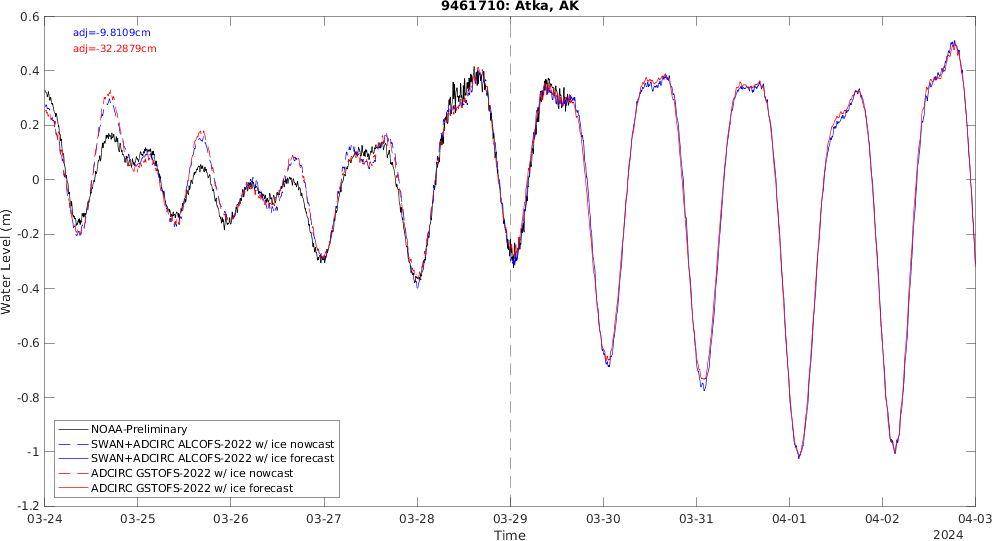 9461710: Atka, AK
adj=-9.8109cm
adj=-32.2879cm
Water Level (m)
0.6
0.4
0.2
0
-0.2
-0.4
-0.6
-0.8
-1
-1.2
NOAA-Preliminary
SWAN+ADCIRC ALCOFS-2022 w/ ice nowcast
SWAN+ADCIRC ALCOFS-2022 w/ ice forecast
ADCIRC GSTOFS-2022 w/ ice nowcast
ADCIRC GSTOFS-2022 w/ ice forecast
03-24 03-25 03-26 03-27 03-28 03-29 03-30 03-31 04-01 04-02 04-03
Time
2024